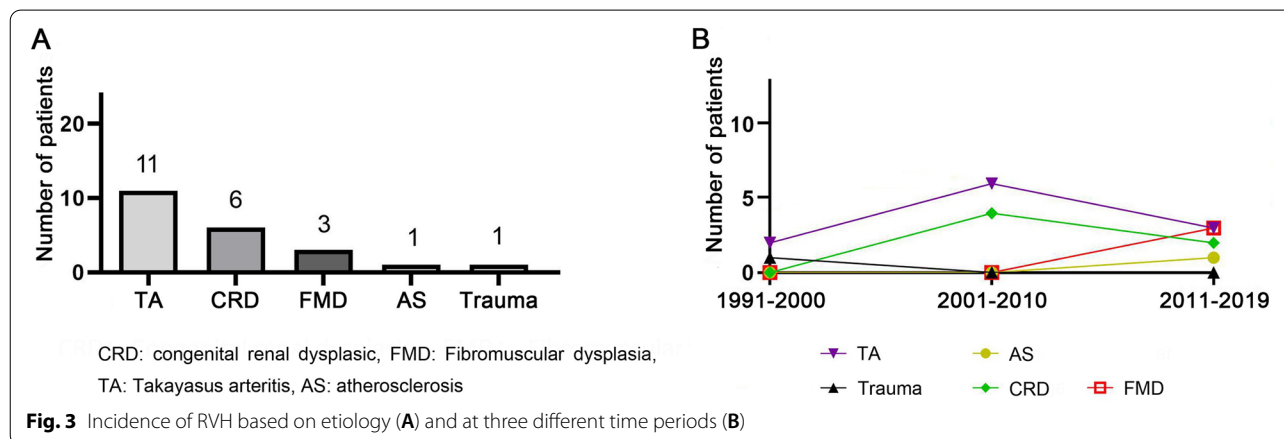 A
Number of patients
20
10
0
11
6
3
1
1
TA CRD FMD AS Trauma
CRD: congenital renal dysplasic, FMD: Fibromuscular dysplasia,
TA: Takayasus arteritis, AS: atherosclerosis
B
Number of patients
10
5
0
1991-2000 2001-2010 2011-2019
TA AS
Trauma CRD FMD
Fig. 3 Incidence of RVH based on etiology (A) and at three different time periods (B)